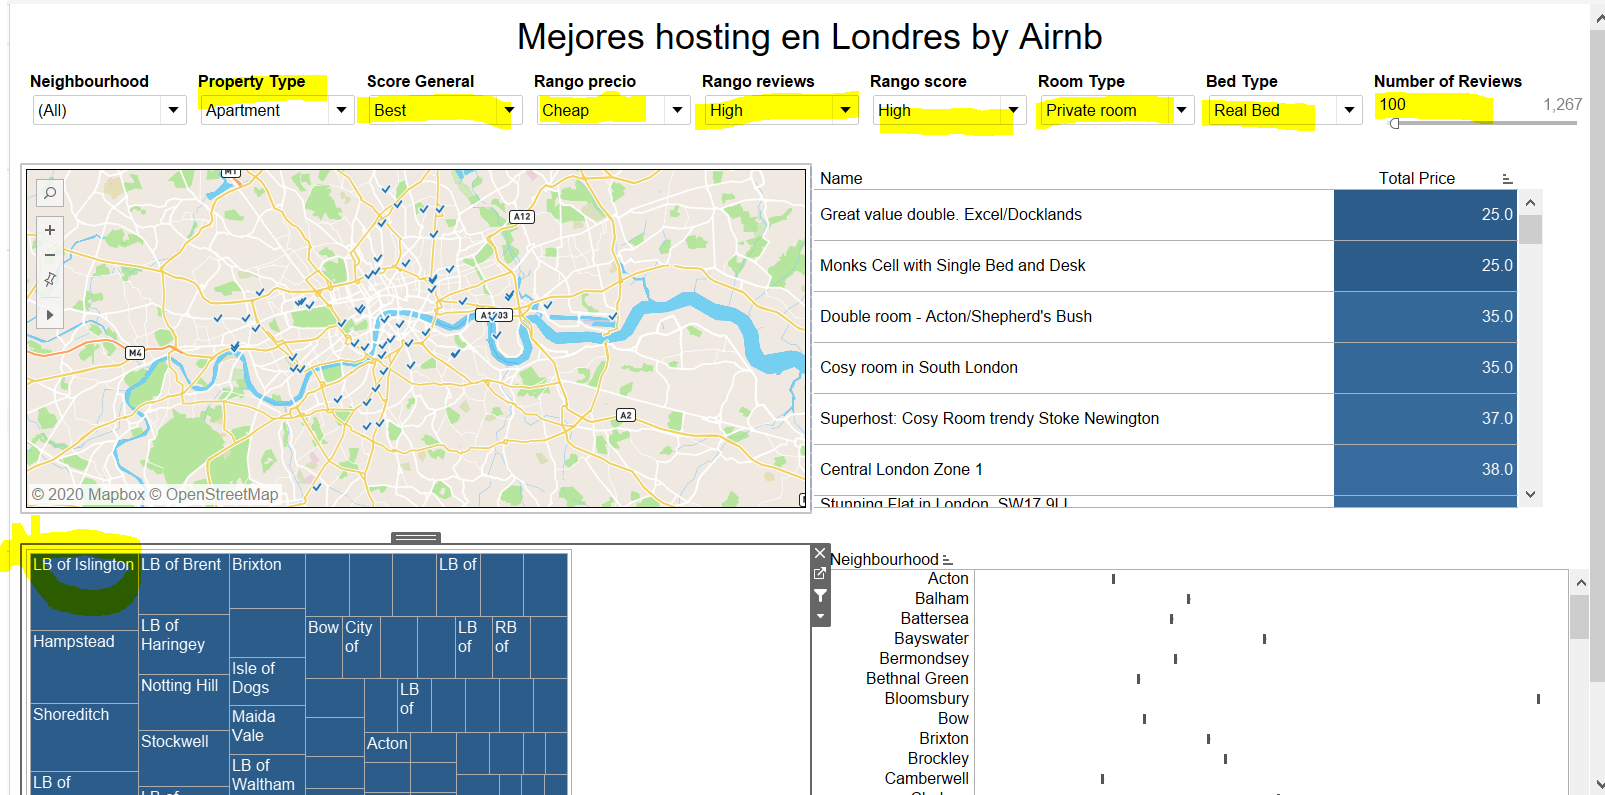 Mejores hosting en Londres by Airnb
Neighbourhood Property Type Score General Rango precio Rango reviews Rango score Room Type Bed Type Number of Reviews
(All) Apartment Best Cheap High High Private room Real Bed 100 1,267
M1
A12
A1203
M4
A2
© 2020 Mapbox © OpenStreetMap
Name Total Price
Great value double. Excel/Docklands 25.0
Monks Cell with Single Bed and Desk 25.0
Double room - Acton/Shepherd's Bush 35.0
Cosy room in South London 35.0
Superhost: Cosy Room trendy Stoke Newington 37.0
Central London Zone 1 38.0
Stunning Flat in London, SW17 9LL
LB of Islington
Hampstead
Shoreditch
LB of
LB of Brent
LB of
Haringey
Notting Hill
Stockwell
LB of
Brixton
Isle of
Dogs
Maida
Vale
LB of
Waltham
LB of
Bow
City
of
LB
of
RB
of
LB
of
Acton
Neighbourhood
Acton
Balham
Battersea
Bayswater
Bermondsey
Bethnal Green
Bloomsbury
Bow
Brixton
Brockley
Camberwell